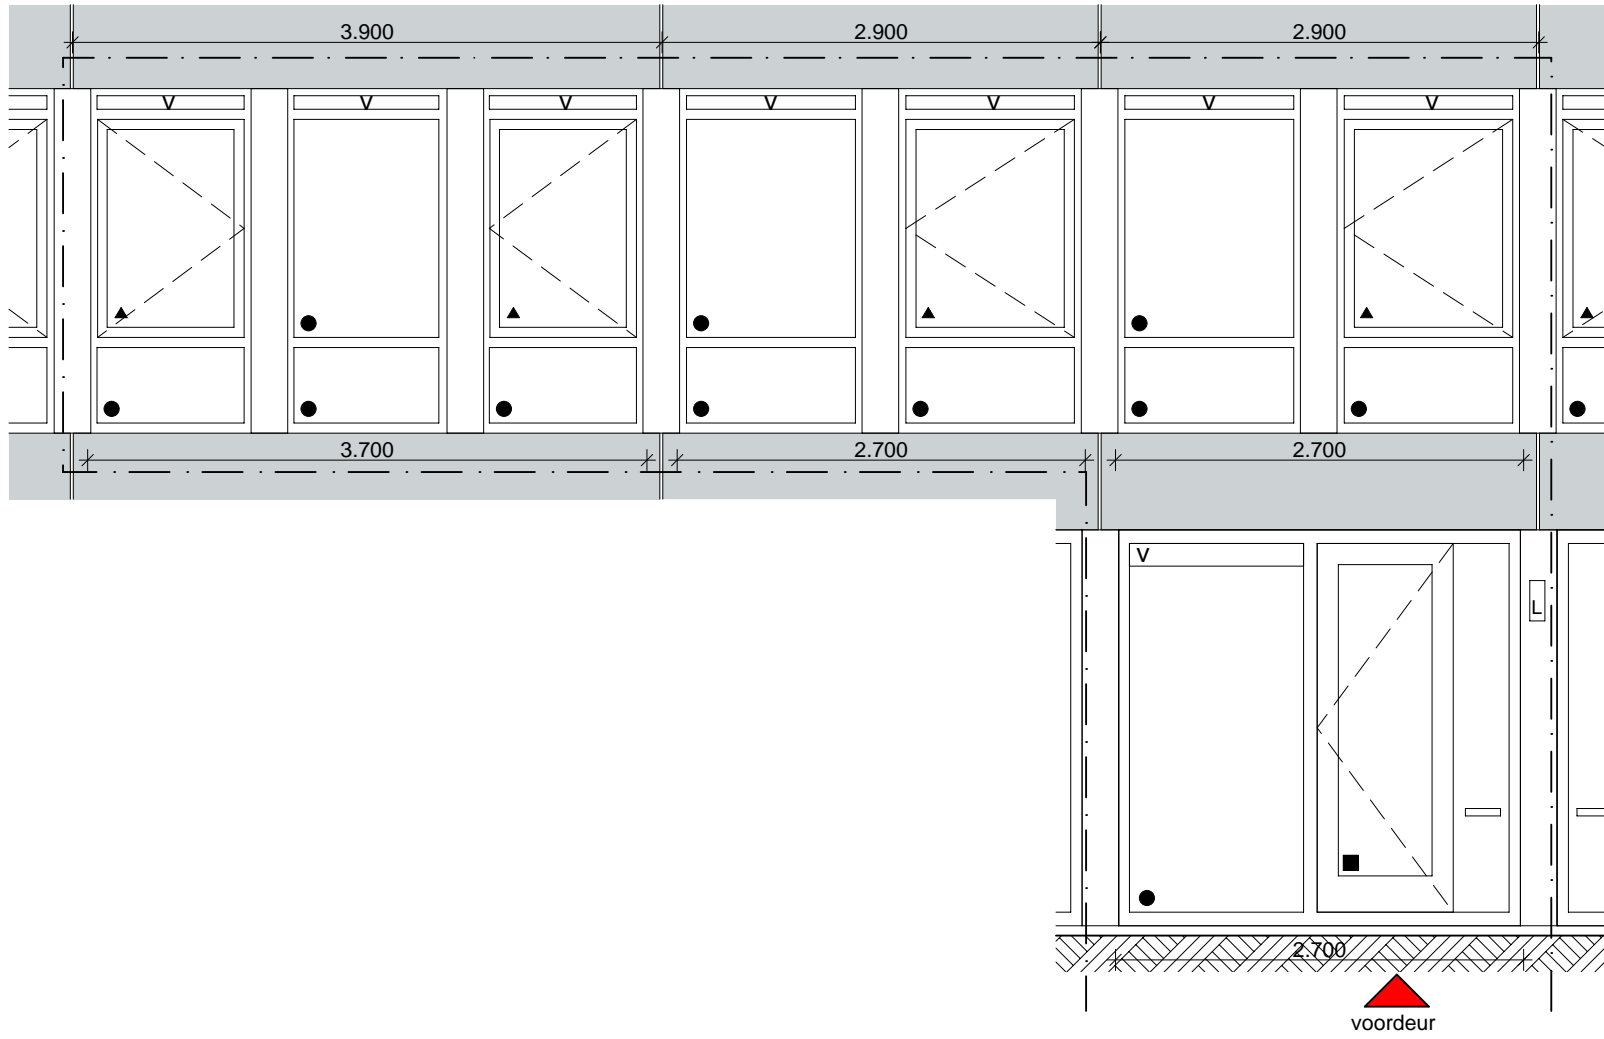 3.900 2.900 2.900
V V V V V V V
3.700 2.700 2.700
V
L
2.700
voordeur